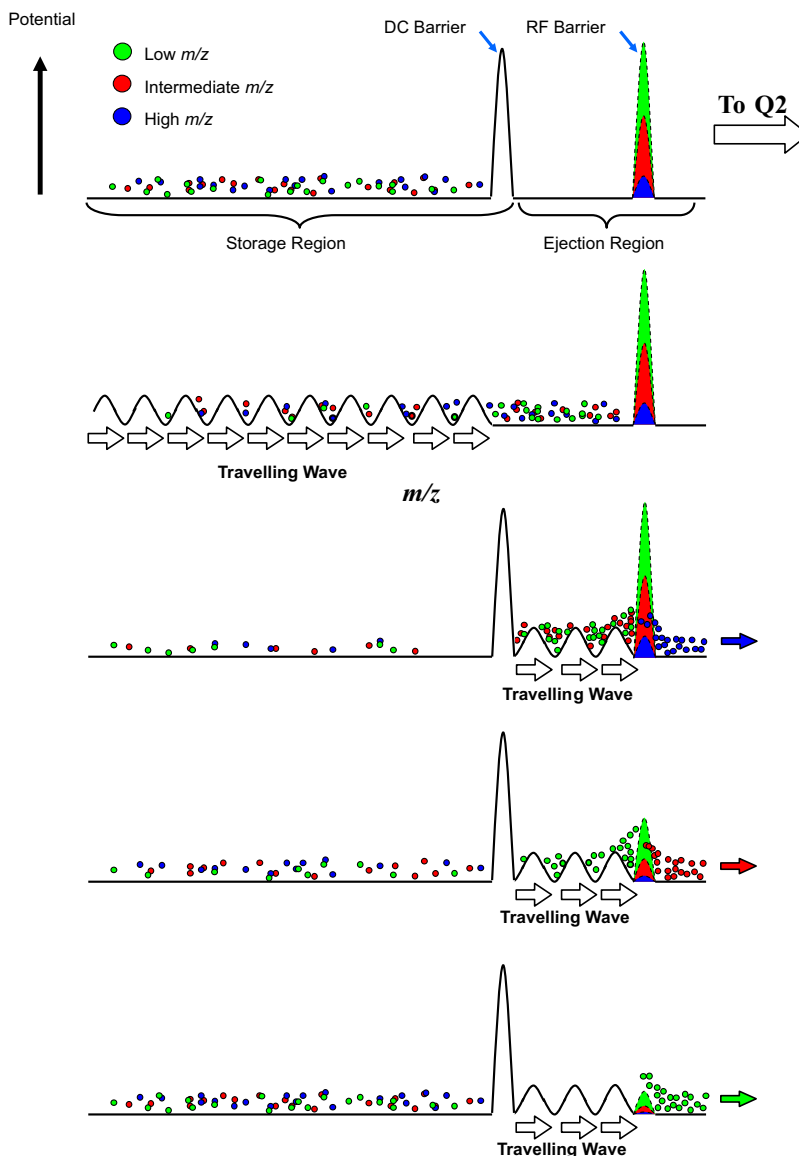 Potential
DC Barrier
RF Barrier
Low m/z
Intermediate m/z
High m/z
To Q2
Storage Region
Ejection Region
Travelling Wave
m/z
Travelling Wave
Travelling Wave
Travelling Wave